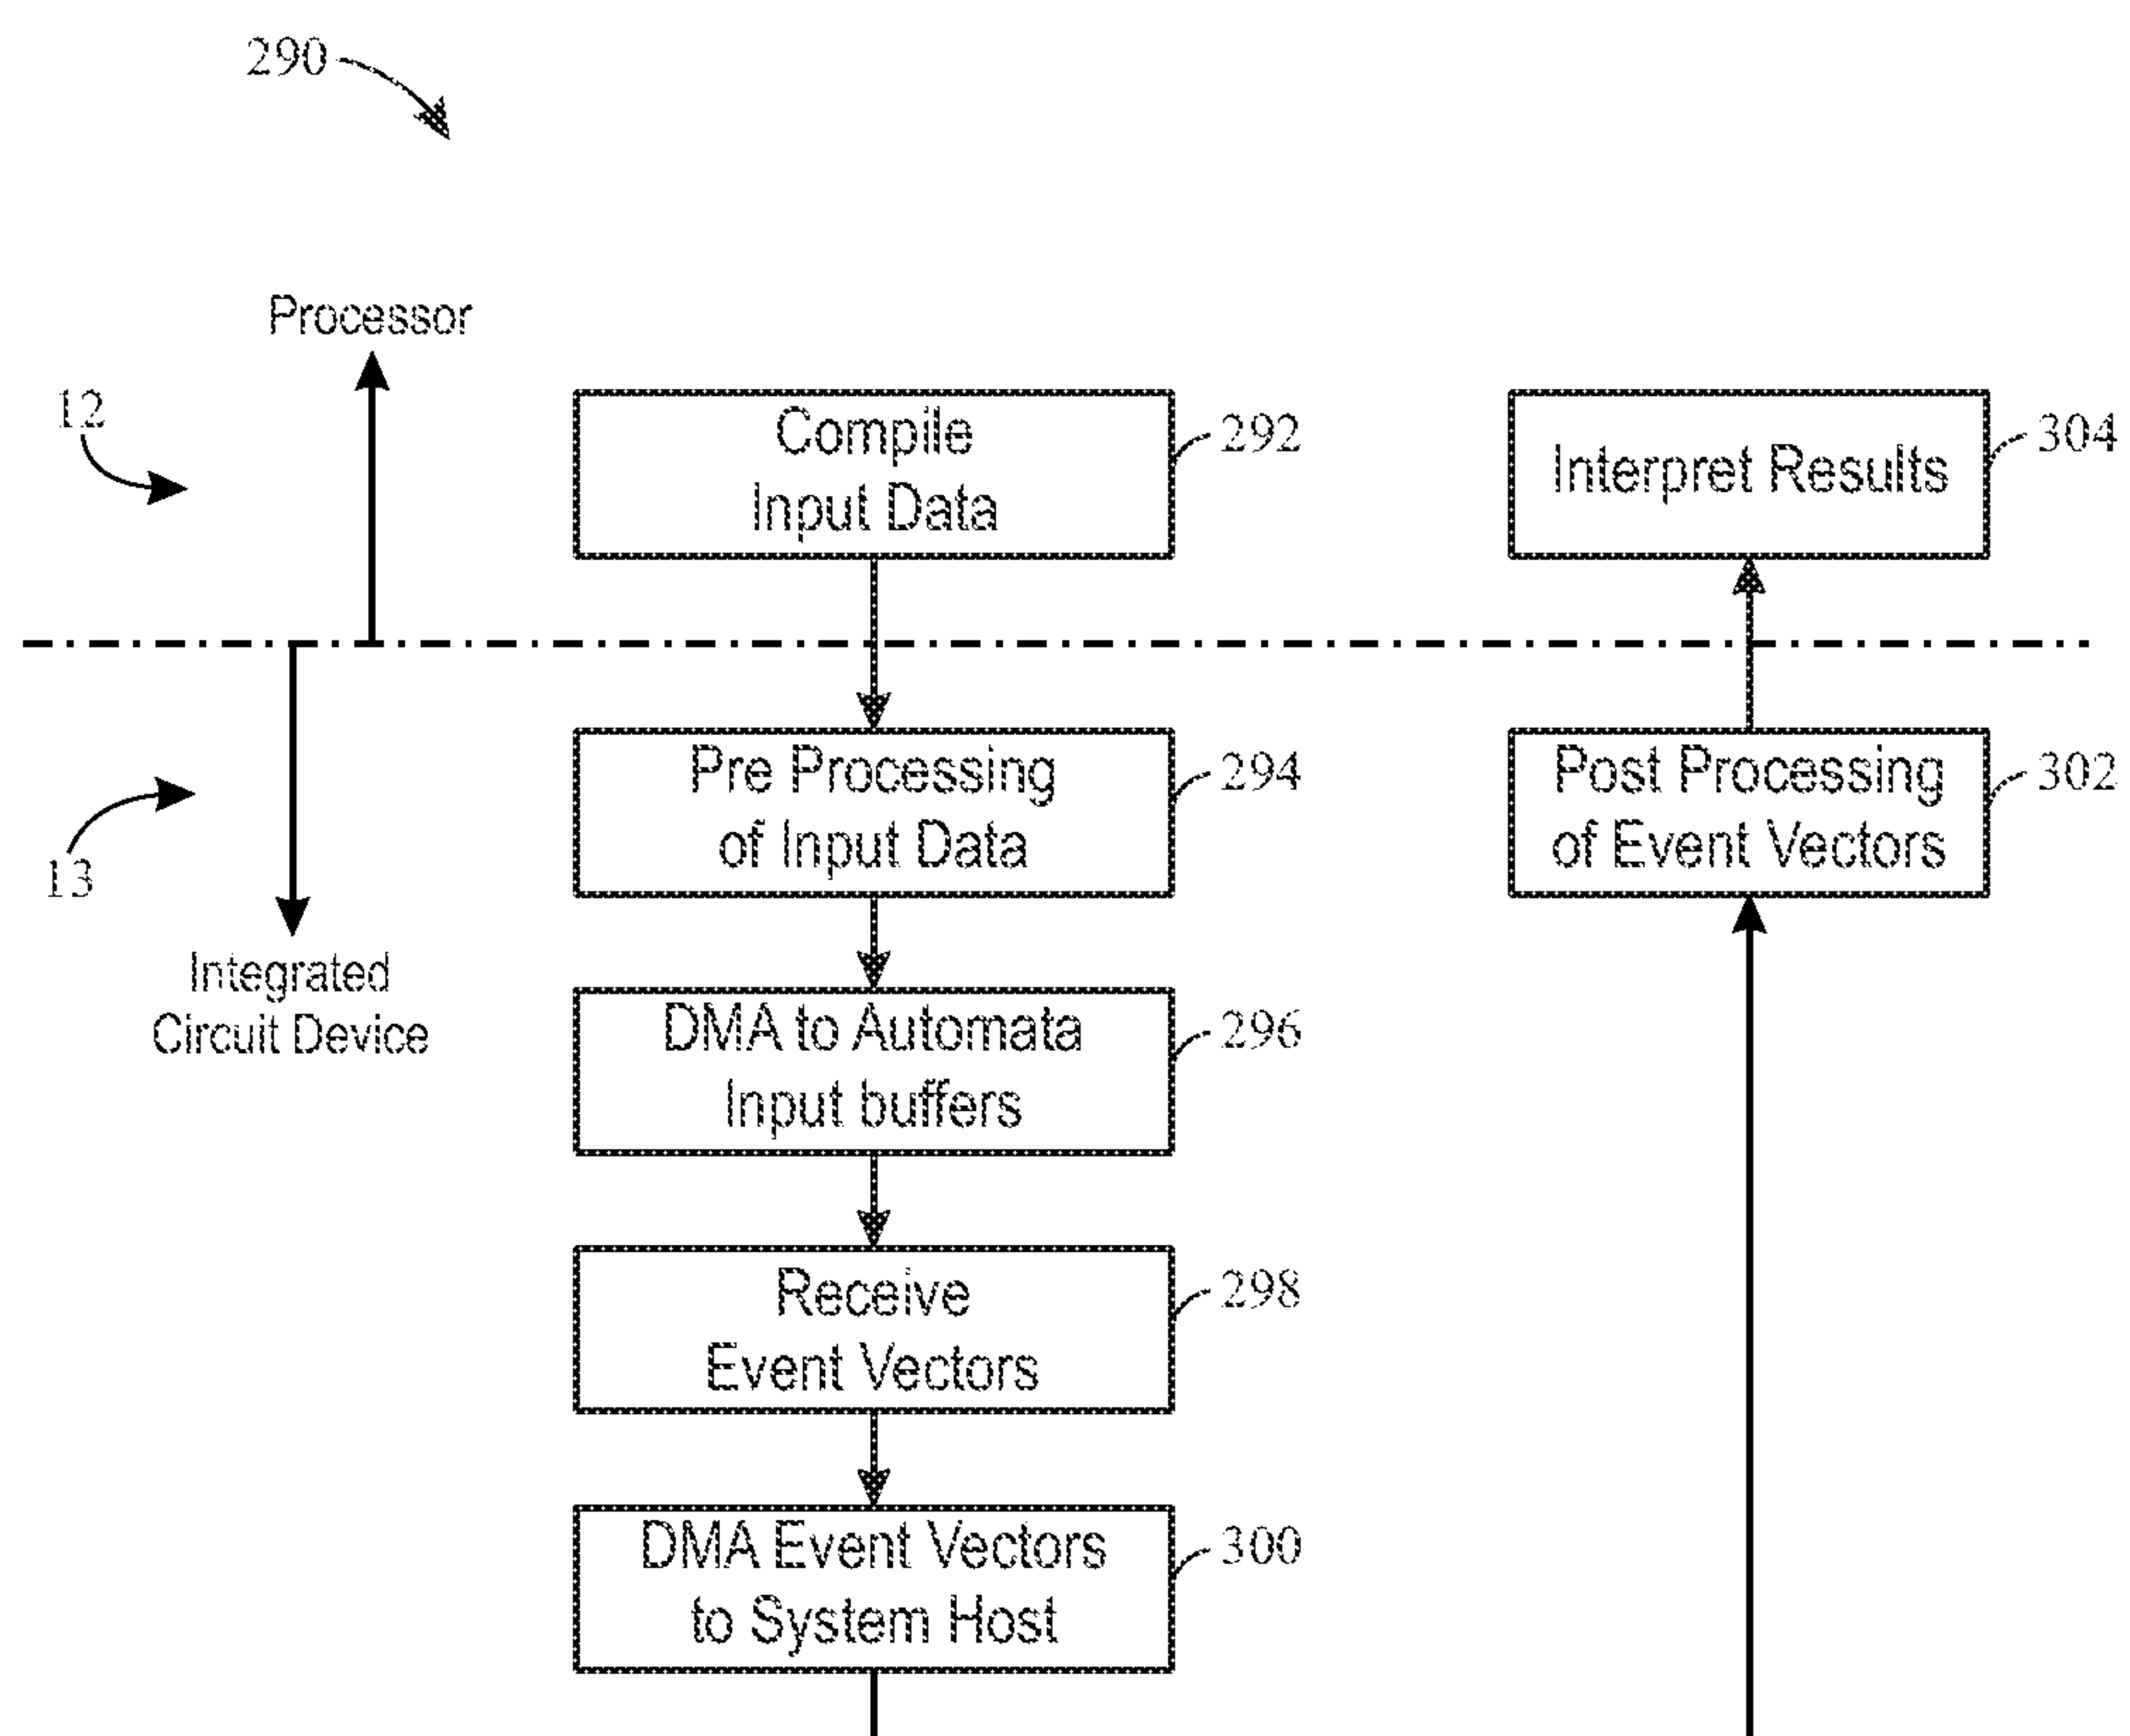 290
Processor
12
Compile
Input Data
292
Interpret Results
304
Pre Processing
of Input Data
294
Post Processing
of Event Vectors
302
13
Integrated
Circuit Device
DMA to Automata
Input buffers
296
Receive
Event Vectors
298
DMA Event Vectors
to System Host
300